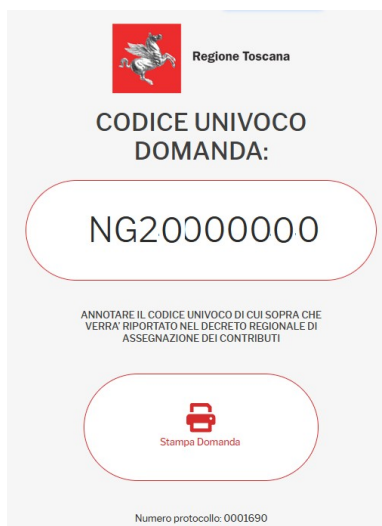 Regione Toscana
CODICE UNIVOCO
DOMANDA:
NG20000000
ANNOTARE IL CODICE UNIVOCO DI CUI SOPRA CHE
VERRA' RIPORTATO NEL DECRETO REGIONALE DI
ASSEGNAZIONE DEI CONTRIBUTI
Stampa Domanda
Numero protocollo: 0001690